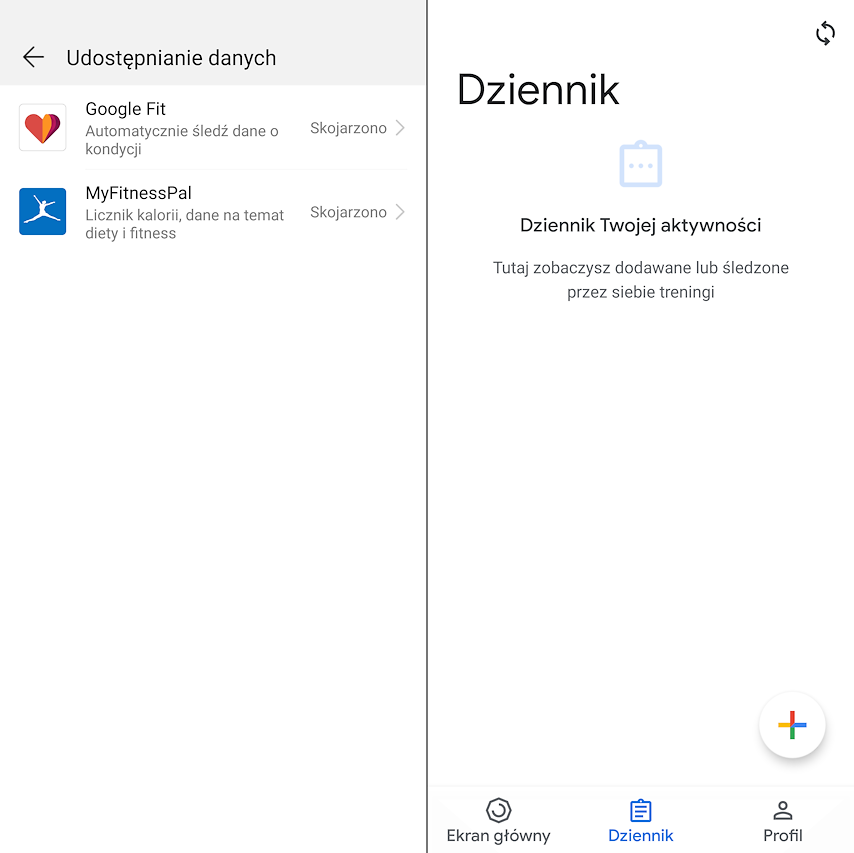 Udostępnianie danych
Google Fit
Automatycznie śledź dane o
kondycji
Skojarzono
MyFitnessPal
Licznik kalorii, dane na temat
diety i fitness
Skojarzono
Dziennik
Dziennik Twojej aktywności
Tutaj zobaczysz dodawane lub śledzone
przez siebie treningi
Ekran główny
Dziennik
Profil